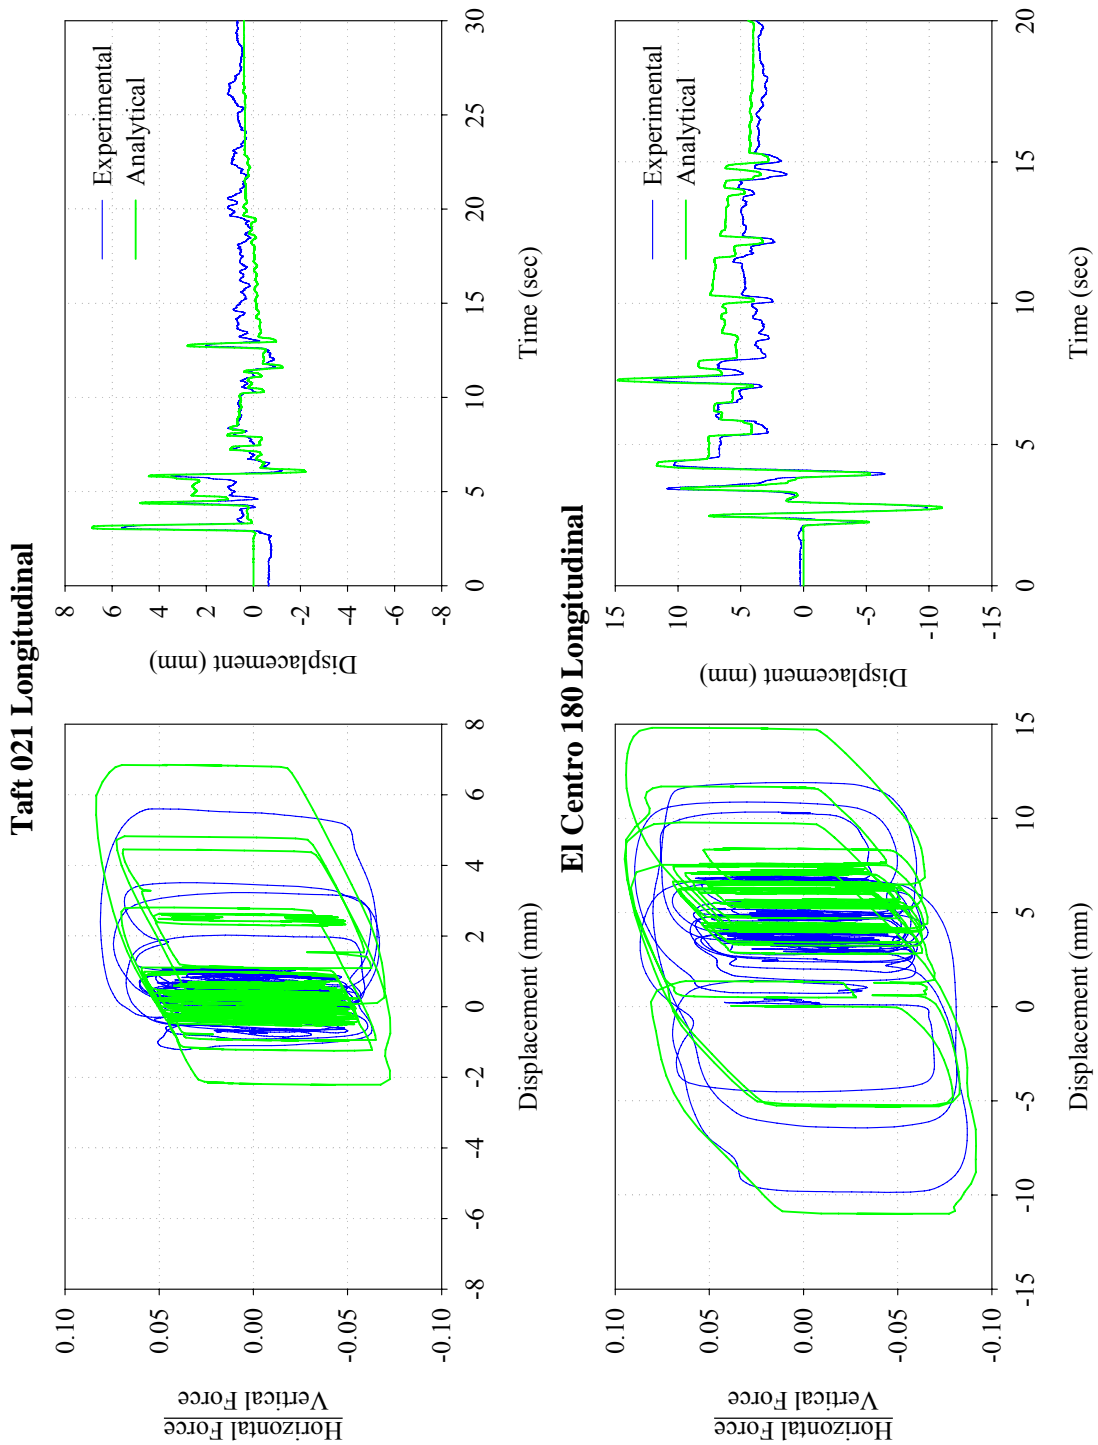 Taft 021 Longitudinal
Horizontal Force
Vertical Force
0.10
0.05
0.00
-0.05
-0.10
-8 -6 -4 -2 0 2 4 6 8
Displacement (mm)
Displacement (mm)
8
6
4
2
0
-2
-4
-6
-8
Experimental
Analytical
0 5 10 15 20 25 30
Time (sec)
El Centro 180 Longitudinal
Horizontal Force
Vertical Force
0.10
0.05
0.00
-0.05
-0.10
-15 -10 -5 0 5 10 15
Displacement (mm)
Displacement (mm)
15
10
5
0
-5
-10
-15
Experimental
Analytical
0 5 10 15 20
Time (sec)